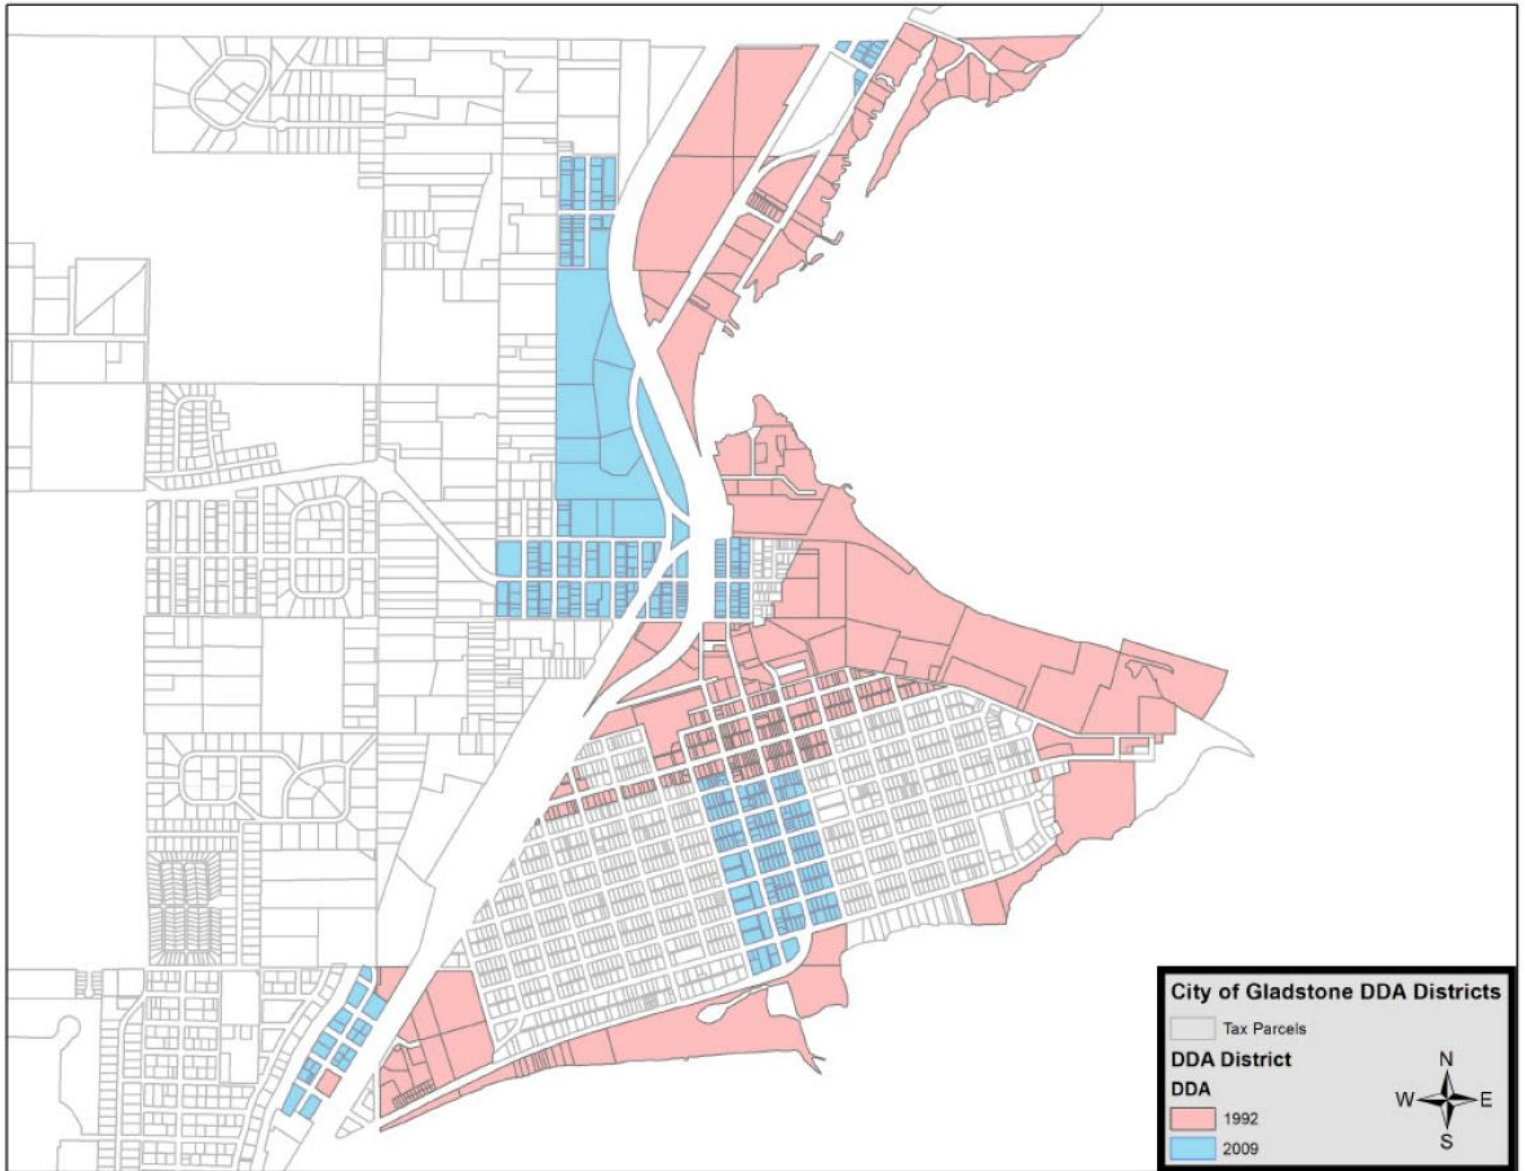 City of Gladstone DDA Districts
Tax Parcels
DDA District
DDA
1992
2009
N
W E
S